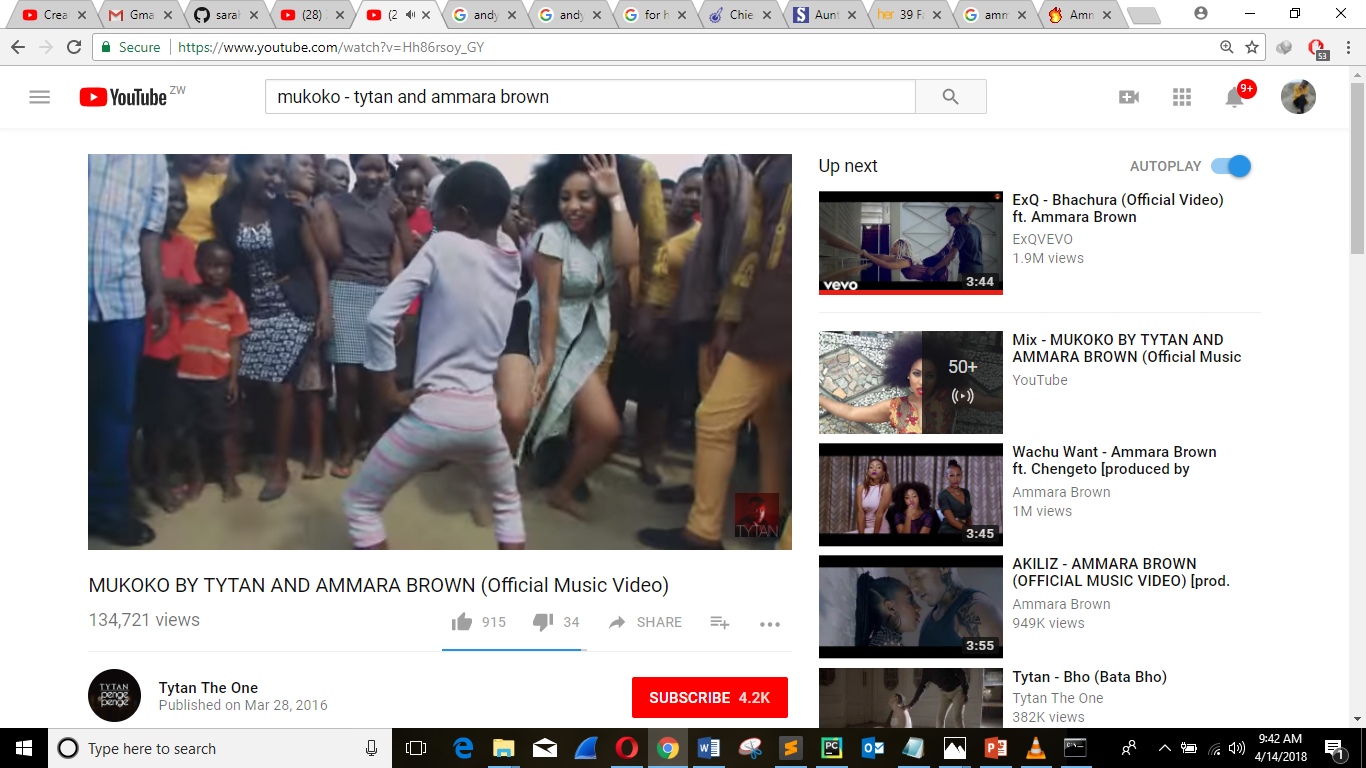 Crea
Gma
sarah
(28)
(2
andy
andy
for h
Chie
Aunt
39 Fa
amm
Amm
Secure
https://www.youtube.com/watch?v=Hh86rsoy_GY
53
YouTube ZW
mukoko - tytan and ammara brown
9+
TYTAN
MUKOKO BY TYTAN AND AMMARA BROWN (Official Music Video)
134,721 views
915
34
SHARE
TYTAN
penge
penge
Tytan The One
Published on Mar 28, 2016
SUBSCRIBE 4.2K
Up next
AUTOPLAY
ExQ - Bhachura (Official Video)
ft. Ammara Brown
ExQVEVO
1.9M views
vevo
3:44
Mix - MUKOKO BY TYTAN AND
AMMARA BROWN (Official Music
YouTube
50+
Wachu Want - Ammara Brown
ft. Chengeto [produced by
Ammara Brown
1M views
3:45
AKILIZ - AMMARA BROWN
(OFFICIAL MUSIC VIDEO) [prod.
Ammara Brown
949K views
3:55
Tytan - Bho (Bata Bho)
Tytan The One
382K views
Type here to search
9:42 AM
4/14/2018
1